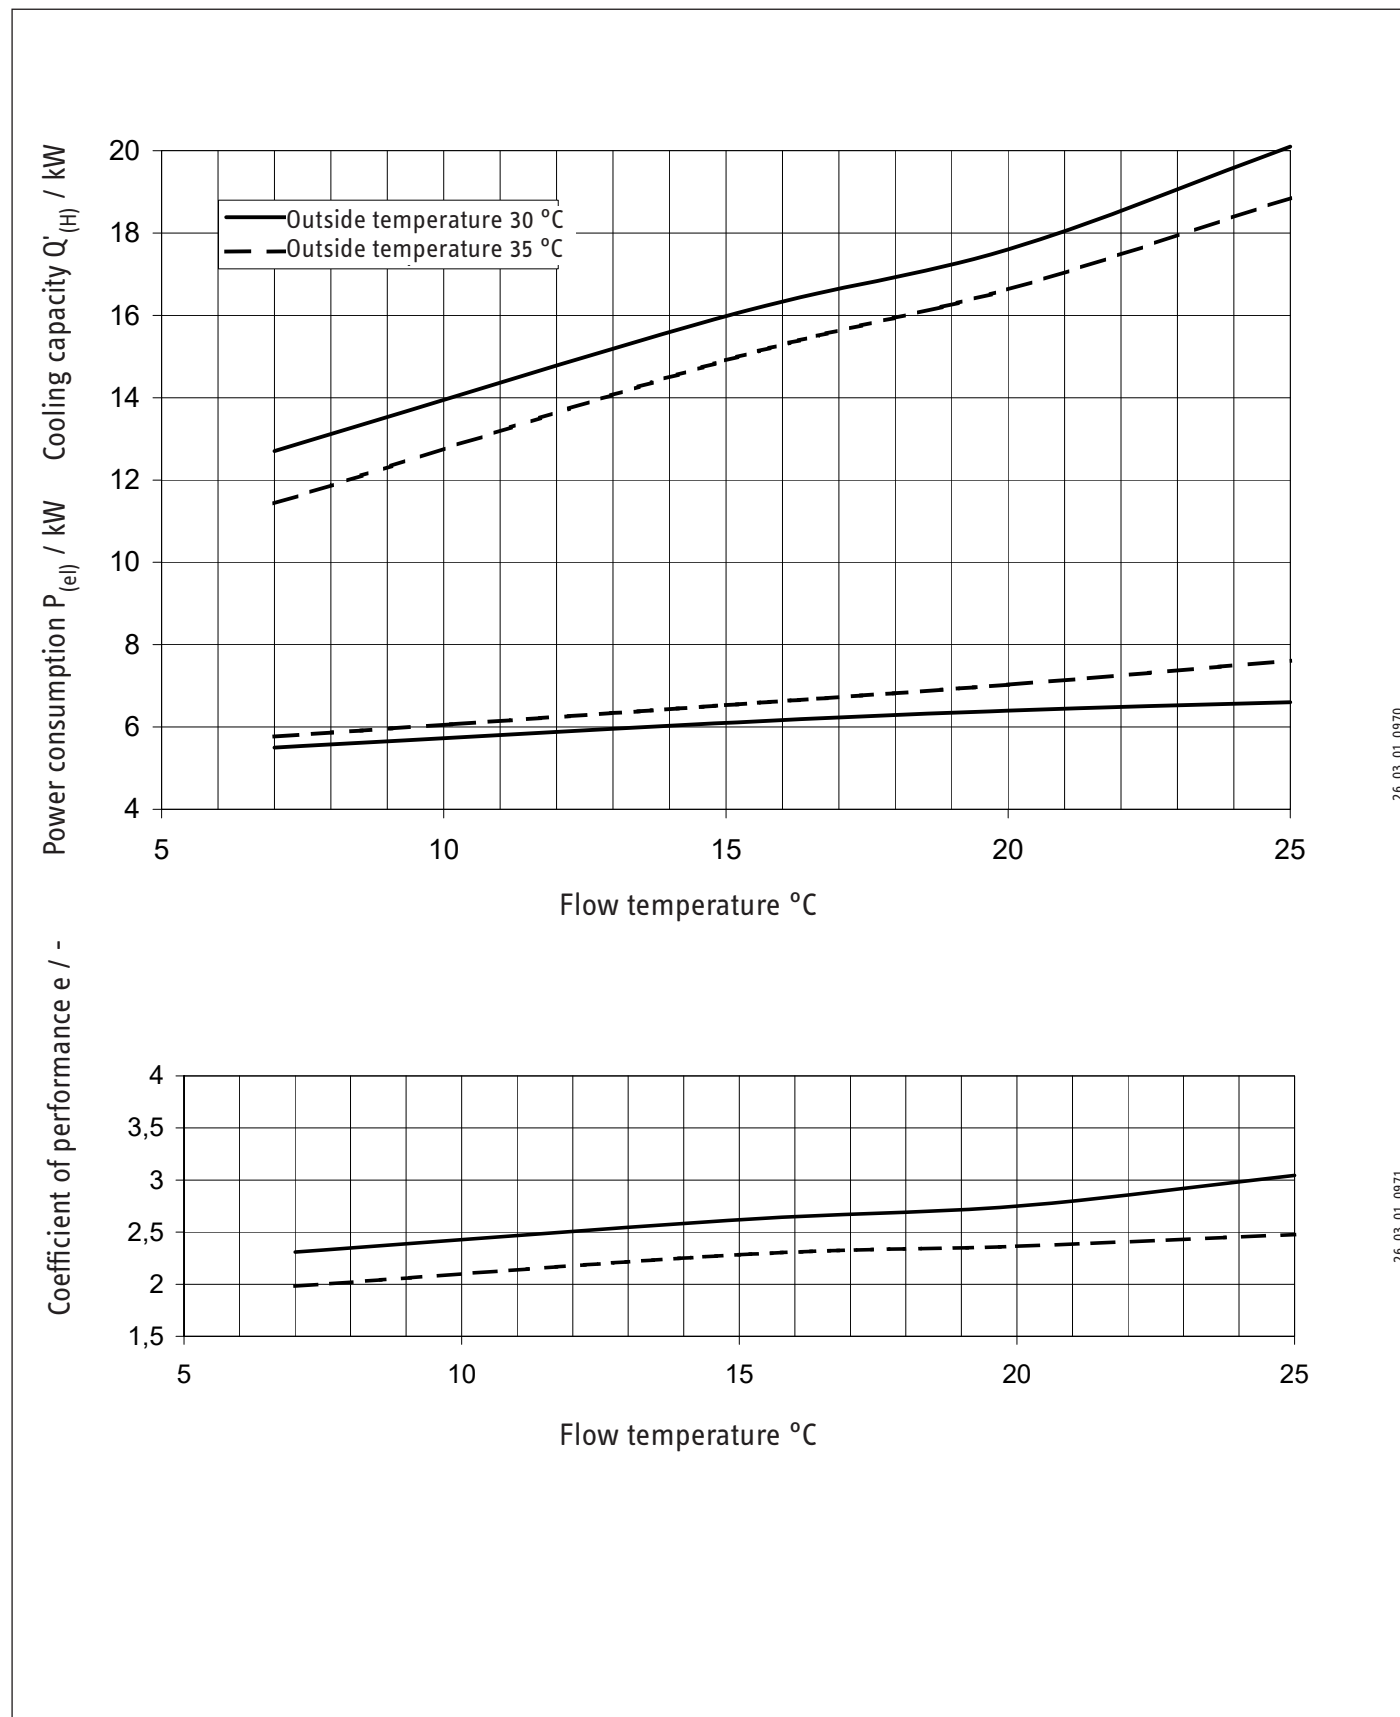 Cooling capacity Q'(H) / kW
Power consumption P(el) / kW
20
18
16
14
12
10
8
6
4
Outside temperature 30 °C
Outside temperature 35 °C
5 10 15 20 25
Flow temperature °C
26_03_01_0970
Coefficient of performance e / -
4
3,5
3
2,5
2
1,5
5 10 15 20 25
Flow temperature °C
26_03_01_0971